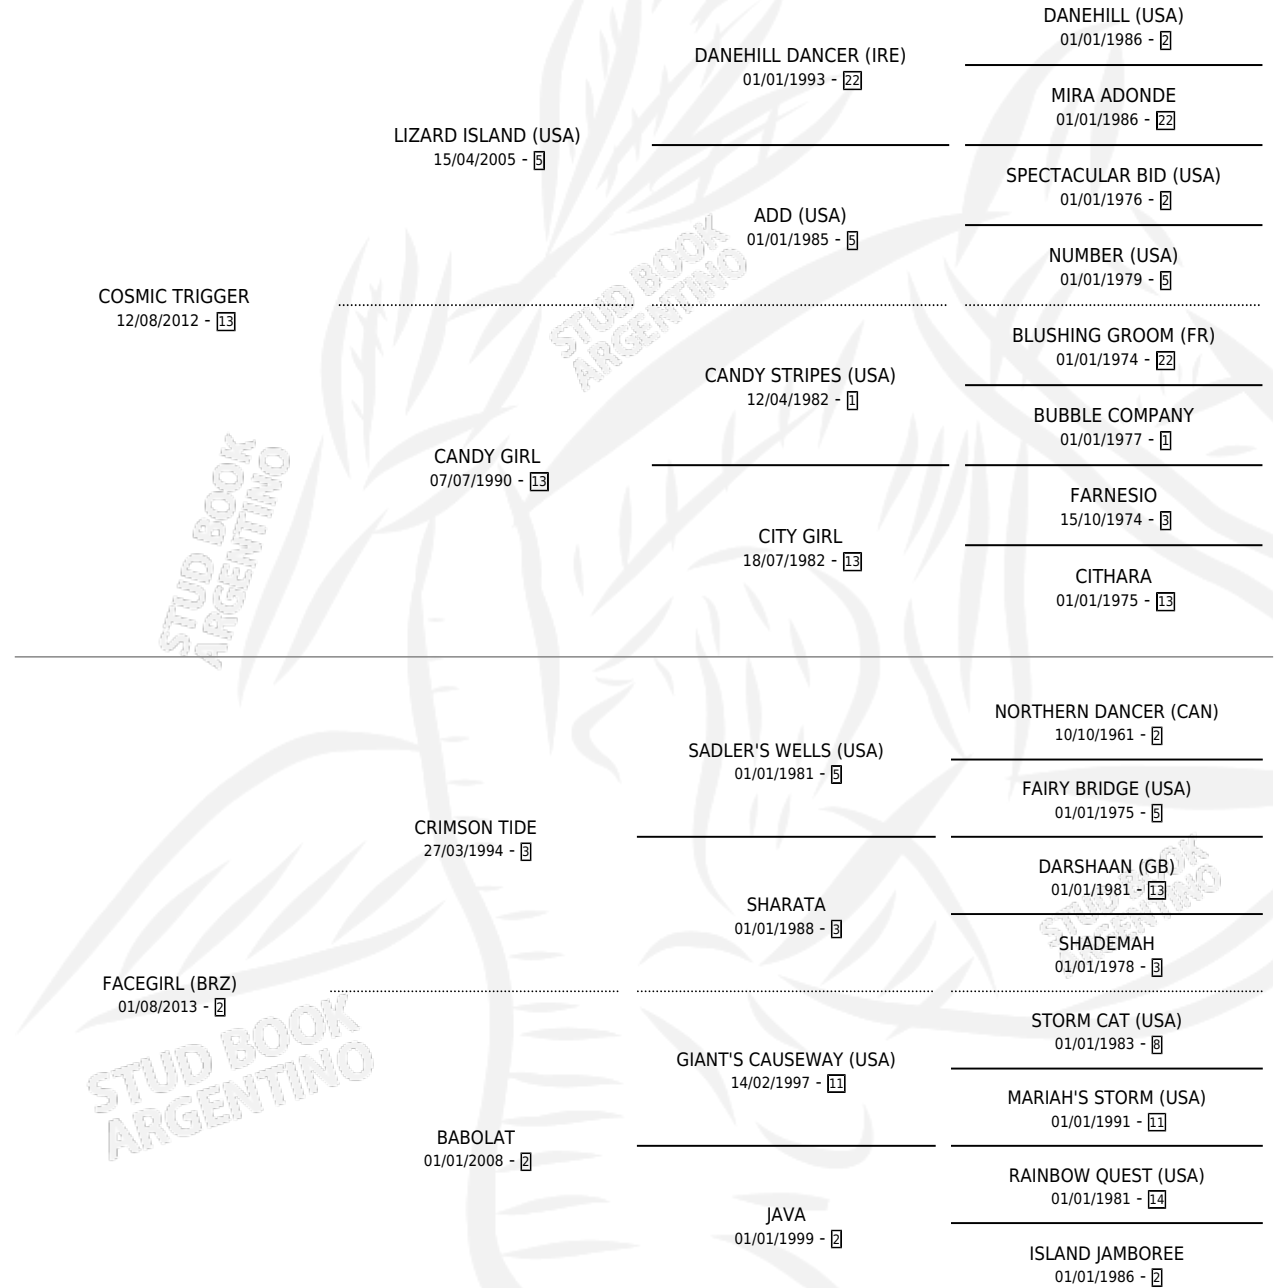 DANEHILL (USA)
01/01/1986 - 2
DANEHILL DANCER (IRE)
01/01/1993 - 22
MIRA ADONDE
01/01/1986 - 22
LIZARD ISLAND (USA)
15/04/2005 - 5
SPECTACULAR BID (USA)
01/01/1976 - 2
ADD (USA)
01/01/1985 - 5
NUMBER (USA)
01/01/1979 - 5
COSMIC TRIGGER
12/08/2012 - 13
BLUSHING GROOM (FR)
01/01/1974 - 22
CANDY STRIPES (USA)
12/04/1982 - 1
BUBBLE COMPANY
01/01/1977 - 1
CANDY GIRL
07/07/1990 - 13
FARNESIO
15/10/1974 - 3
CITY GIRL
18/07/1982 - 13
CITHARA
01/01/1975 - 13
STUD BOOK
ARGENTINO
STUD BOOK
ARGENTINO
NORTHERN DANCER (CAN)
10/10/1961 - 2
SADLER'S WELLS (USA)
01/01/1981 - 5
FAIRY BRIDGE (USA)
01/01/1975 - 5
CRIMSON TIDE
27/03/1994 - 3
DARSHAAN (GB)
01/01/1981 - 13
SHARATA
01/01/1988 - 3
SHADEMAH
01/01/1978 - 3
STUD BOOK
ARGENTINO
FACEGIRL (BRZ)
01/08/2013 - 2
STORM CAT (USA)
01/01/1983 - 8
GIANT'S CAUSEWAY (USA)
14/02/1997 - 11
MARIAH'S STORM (USA)
01/01/1991 - 11
BABOLAT
01/01/2008 - 2
RAINBOW QUEST (USA)
01/01/1981 - 14
JAVA
01/01/1999 - 2
ISLAND JAMBOREE
01/01/1986 - 2
STUD BOOK
ARGENTINO